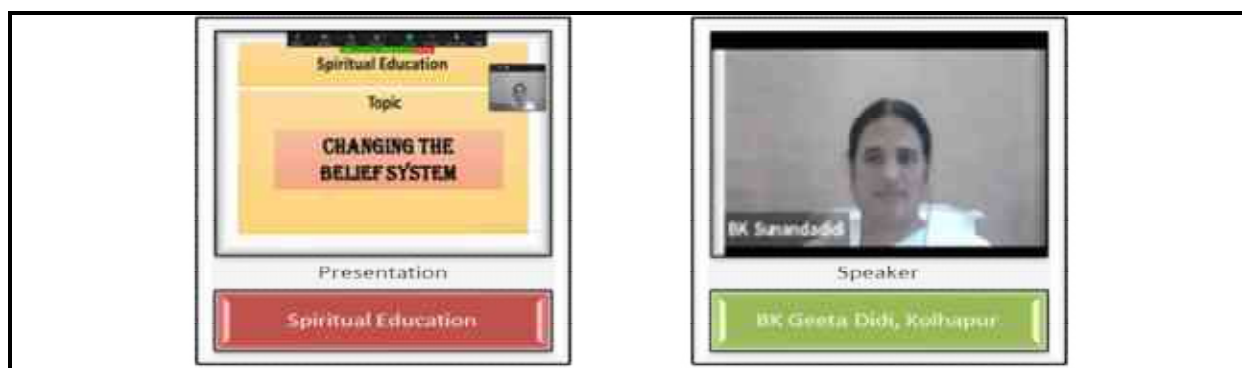 Spiritual Education
Topic
CHANGING THE
BELIEF SYSTEM
Presentation
Spiritual Education
BK Sunandadidi
Speaker
BK Geeta Didi, Kolhapur